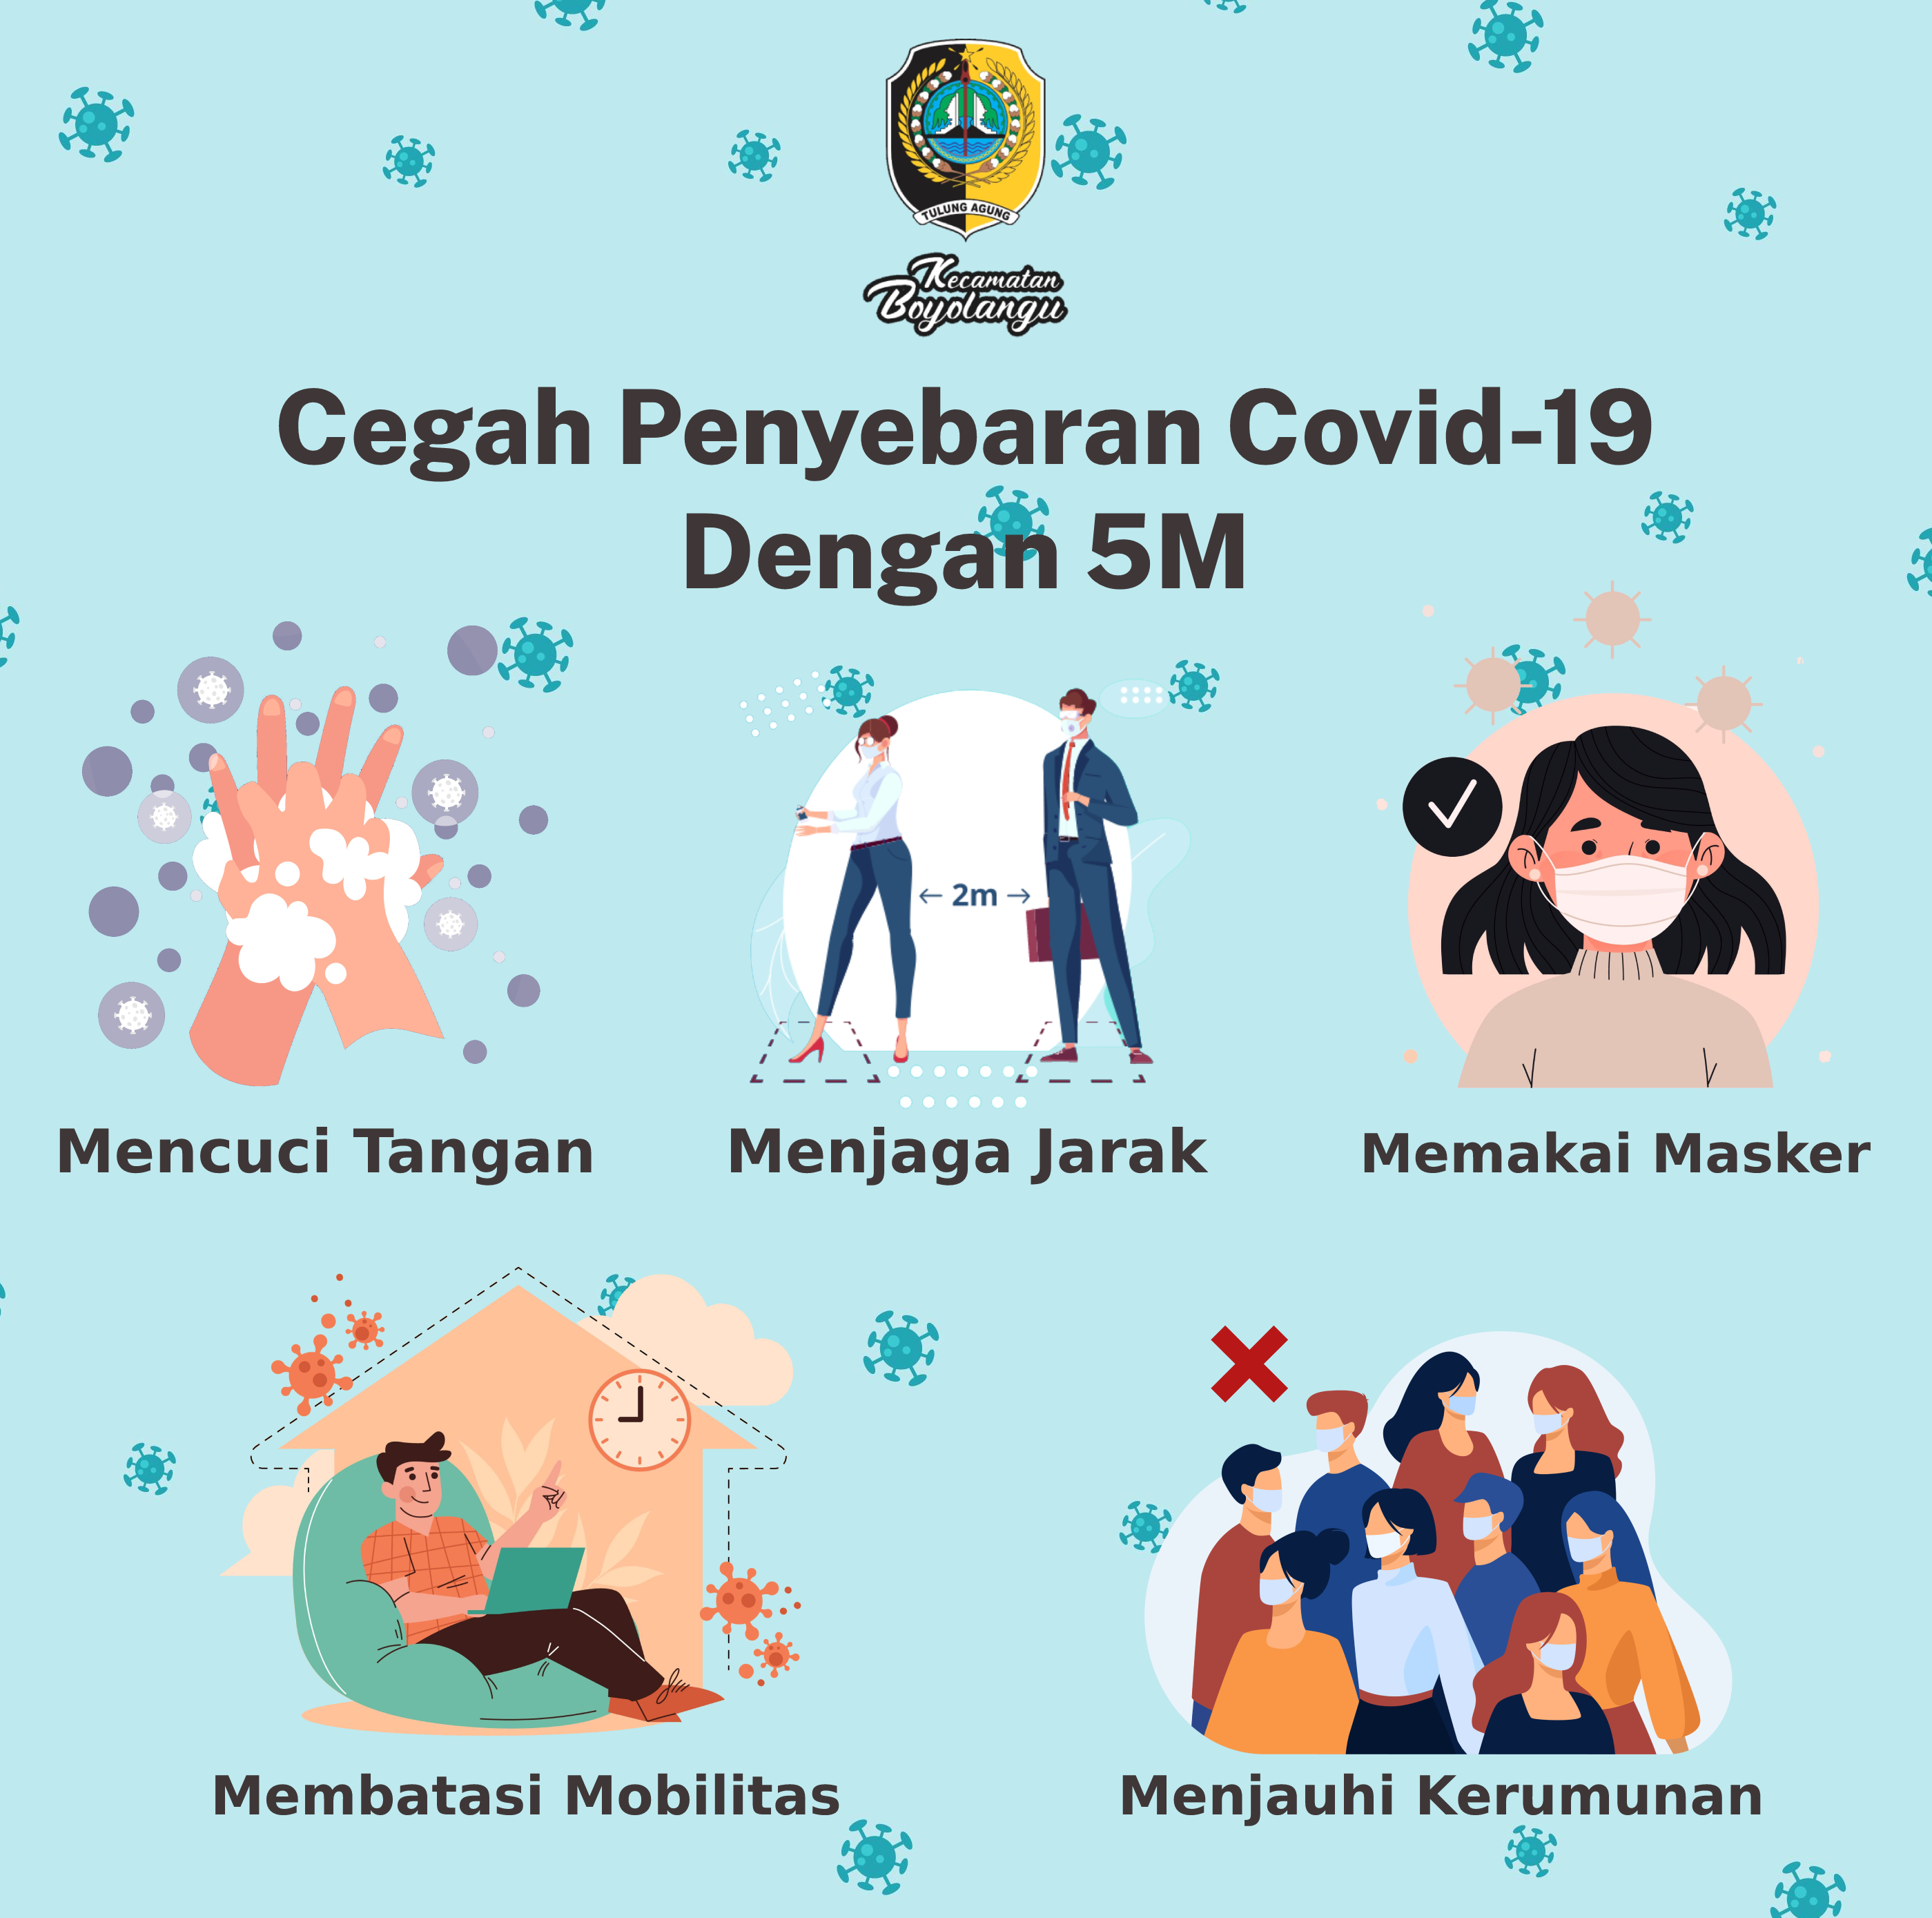 TULUNG AGUNG
Kecamatan
Boyolangu
Cegah Penyebaran Covid-19
Dengan 5M
2m
Mencuci Tangan
Menjaga Jarak
Memakai Masker
Membatasi Mobilitas
Menjauhi Kerumunan